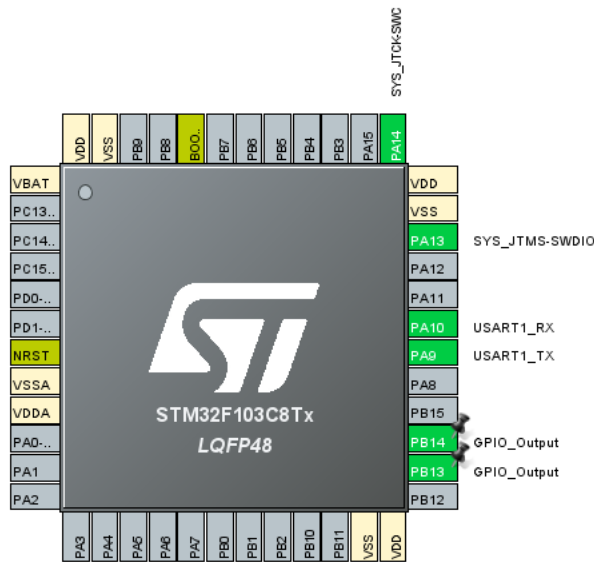 SYS_JTCK-SWC
VDD
VSS
PB9
PB8
BOO..
PB7
PB6
PB5
PB4
PB3
PA15
PA14
VBAT
PC13..
PC14..
PC15..
PD0-..
PD1-..
NRST
VSSA
VDDA
PA0-..
PA1
PA2
STM32F103C8Tx
LQFP48
VDD
VSS
PA13 SYS_JTMS-SWDIO
PA12
PA11
PA10 USART1_RX
PA9 USART1_TX
PA8
PB15
PB14 GPIO_Output
PB13 GPIO_Output
PB12
PA3
PA4
PA5
PA6
PA7
PB0
PB1
PB2
PB10
PB11
VSS
VDD